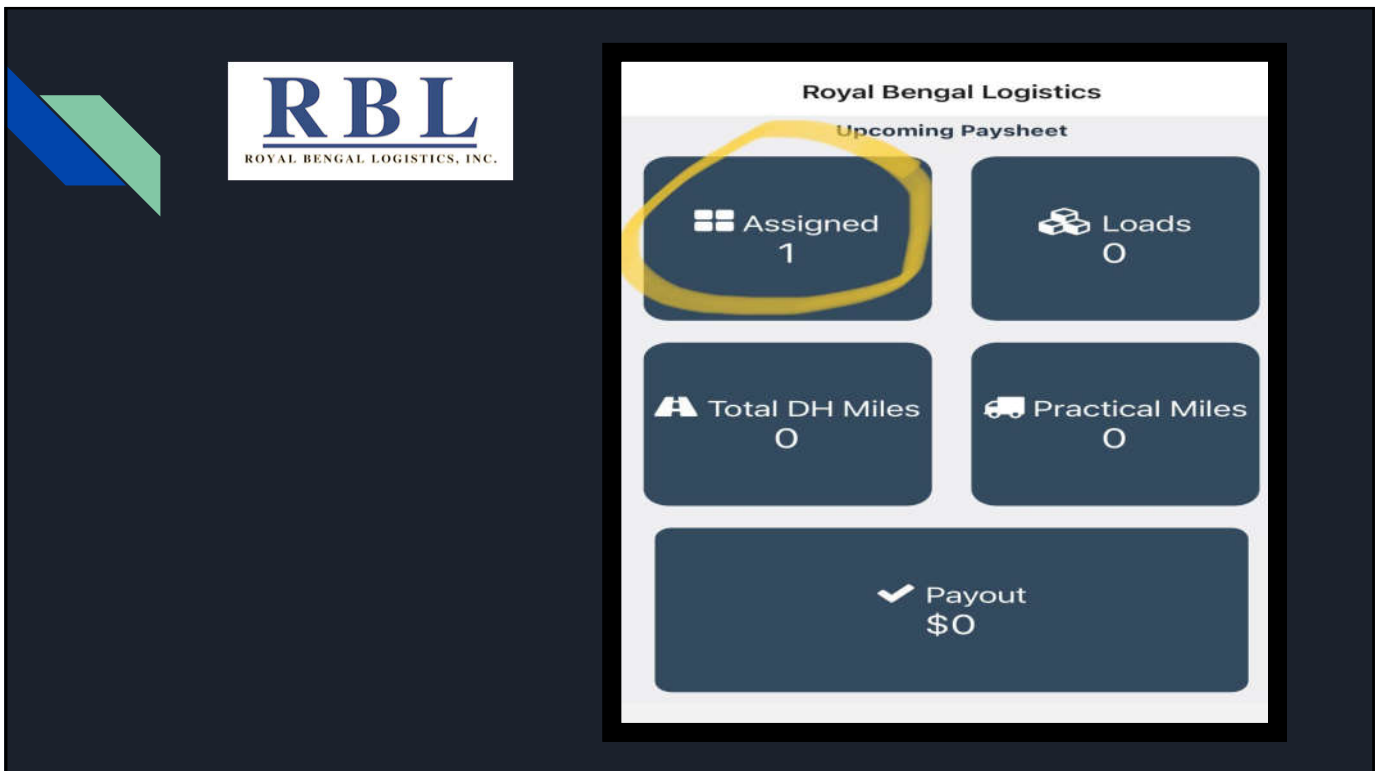 RBL
ROYAL BENGAL LOGISTICS, INC.
Royal Bengal Logistics
Upcoming Paysheet
Assigned
1
Loads
0
Total DH Miles
0
Practical Miles
0
Payout
$0